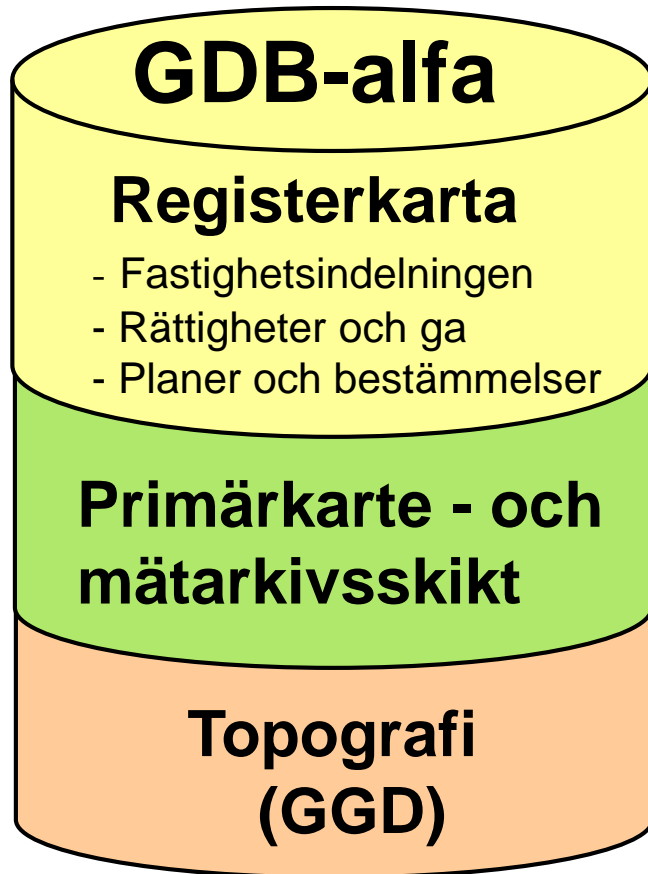 GDB-alfa
Registerkarta
- Fastighetsindelningen
- Rättigheter och ga
- Planer och bestämmelser
Primärkarte - och
mätarkivsskikt
Topografi
(GGD)